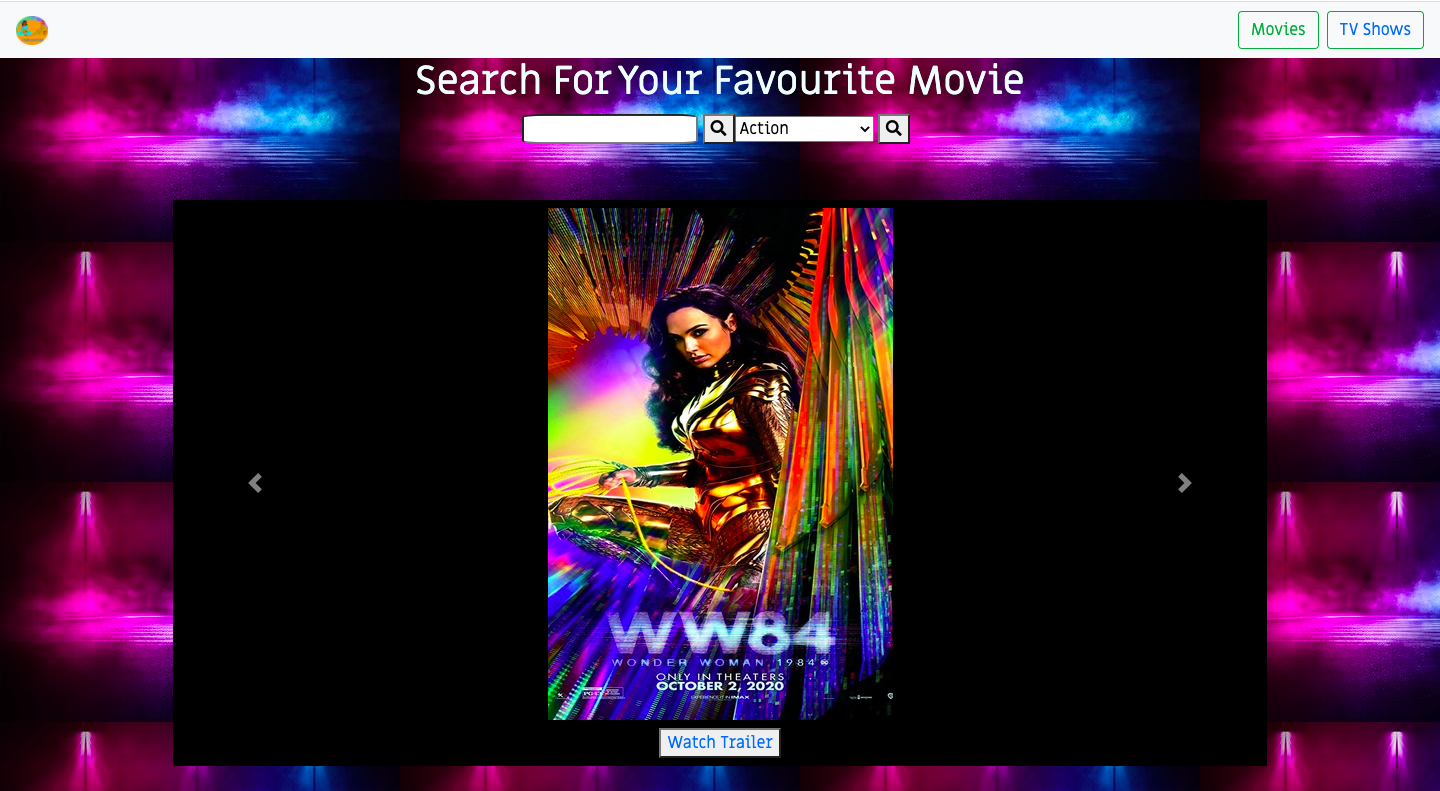 Movies
TV Shows
Search For Your Favourite Movie
Action
WW84
WONDER WOMAN 1984
ONLY IN THEATERS
OCTOBER 2, 2020
EXPERIENCE IT IN IMAX
Watch Trailer